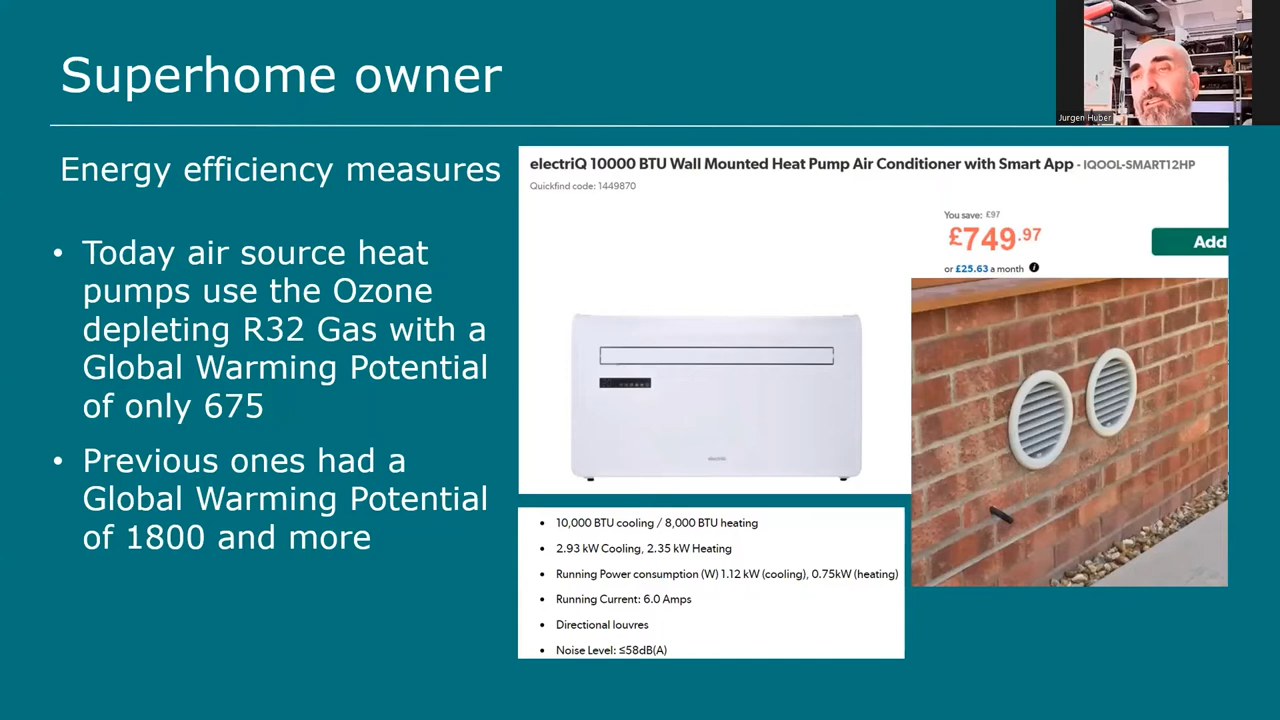 Superhome owner
Jurgen Huber
Energy efficiency measures
• Today air source heat
pumps use the Ozone
depleting R32 Gas with a
Global Warming Potential
of only 675
• Previous ones had a
Global Warming Potential
of 1800 and more
electriQ 10000 BTU Wall Mounted Heat Pump Air Conditioner with Smart App - IQOOL-SMART12HP
Quickfind code: 1449870
You save: £97
£749.97
or £25.63 a month
Add
electriQ
• 10,000 BTU cooling / 8,000 BTU heating
• 2.93 kW Cooling, 2.35 kW Heating
• Running Power consumption (W) 1.12 kW (cooling), 0.75kW (heating)
• Running Current: 6.0 Amps
• Directional louvres
• Noise Level: ≤58dB(A)